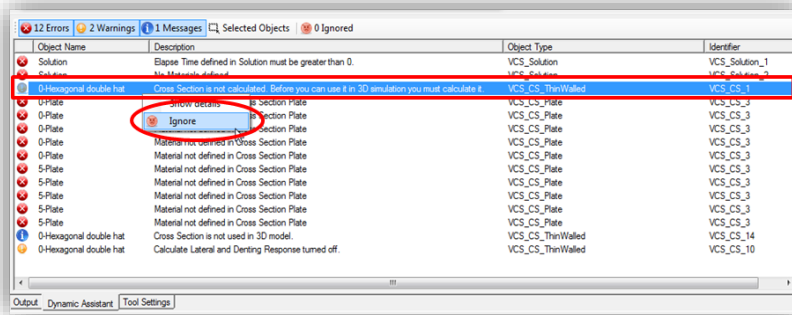 12 Errors 2 Warnings 1 Messages Selected Objects 0 Ignored
Object Name Description Object Type Identifier
Solution Elapse Time defined in Solution must be greater than 0. VCS_Solution VCS_Solution_1
Solution No Materials defined VCS_Solution VCS_Solution_2
0-Hexagonal double hat Cross Section is not calculated. Before you can use it in 3D simulation you must calculate it. VCS_CS_ThinWalled VCS_CS_1
0-Plate Show details Section Plate VCS_CS_Plate VCS_CS_3
0-Plate Ignore Section Plate VCS_CS_Plate VCS_CS_3
0-Plate Material not defined in Cross Section Plate VCS_CS_Plate VCS_CS_3
0-Plate Material not defined in Cross Section Plate VCS_CS_Plate VCS_CS_3
5-Plate Material not defined in Cross Section Plate VCS_CS_Plate VCS_CS_3
5-Plate Material not defined in Cross Section Plate VCS_CS_Plate VCS_CS_3
5-Plate Material not defined in Cross Section Plate VCS_CS_Plate VCS_CS_3
5-Plate Material not defined in Cross Section Plate VCS_CS_Plate VCS_CS_3
5-Plate Material not defined in Cross Section Plate VCS_CS_Plate VCS_CS_3
0-Hexagonal double hat Cross Section is not used in 3D model. VCS_CS_ThinWalled VCS_CS_14
0-Hexagonal double hat Calculate Lateral and Denting Response turned off. VCS_CS_ThinWalled VCS_CS_10
Output Dynamic Assistant Tool Settings